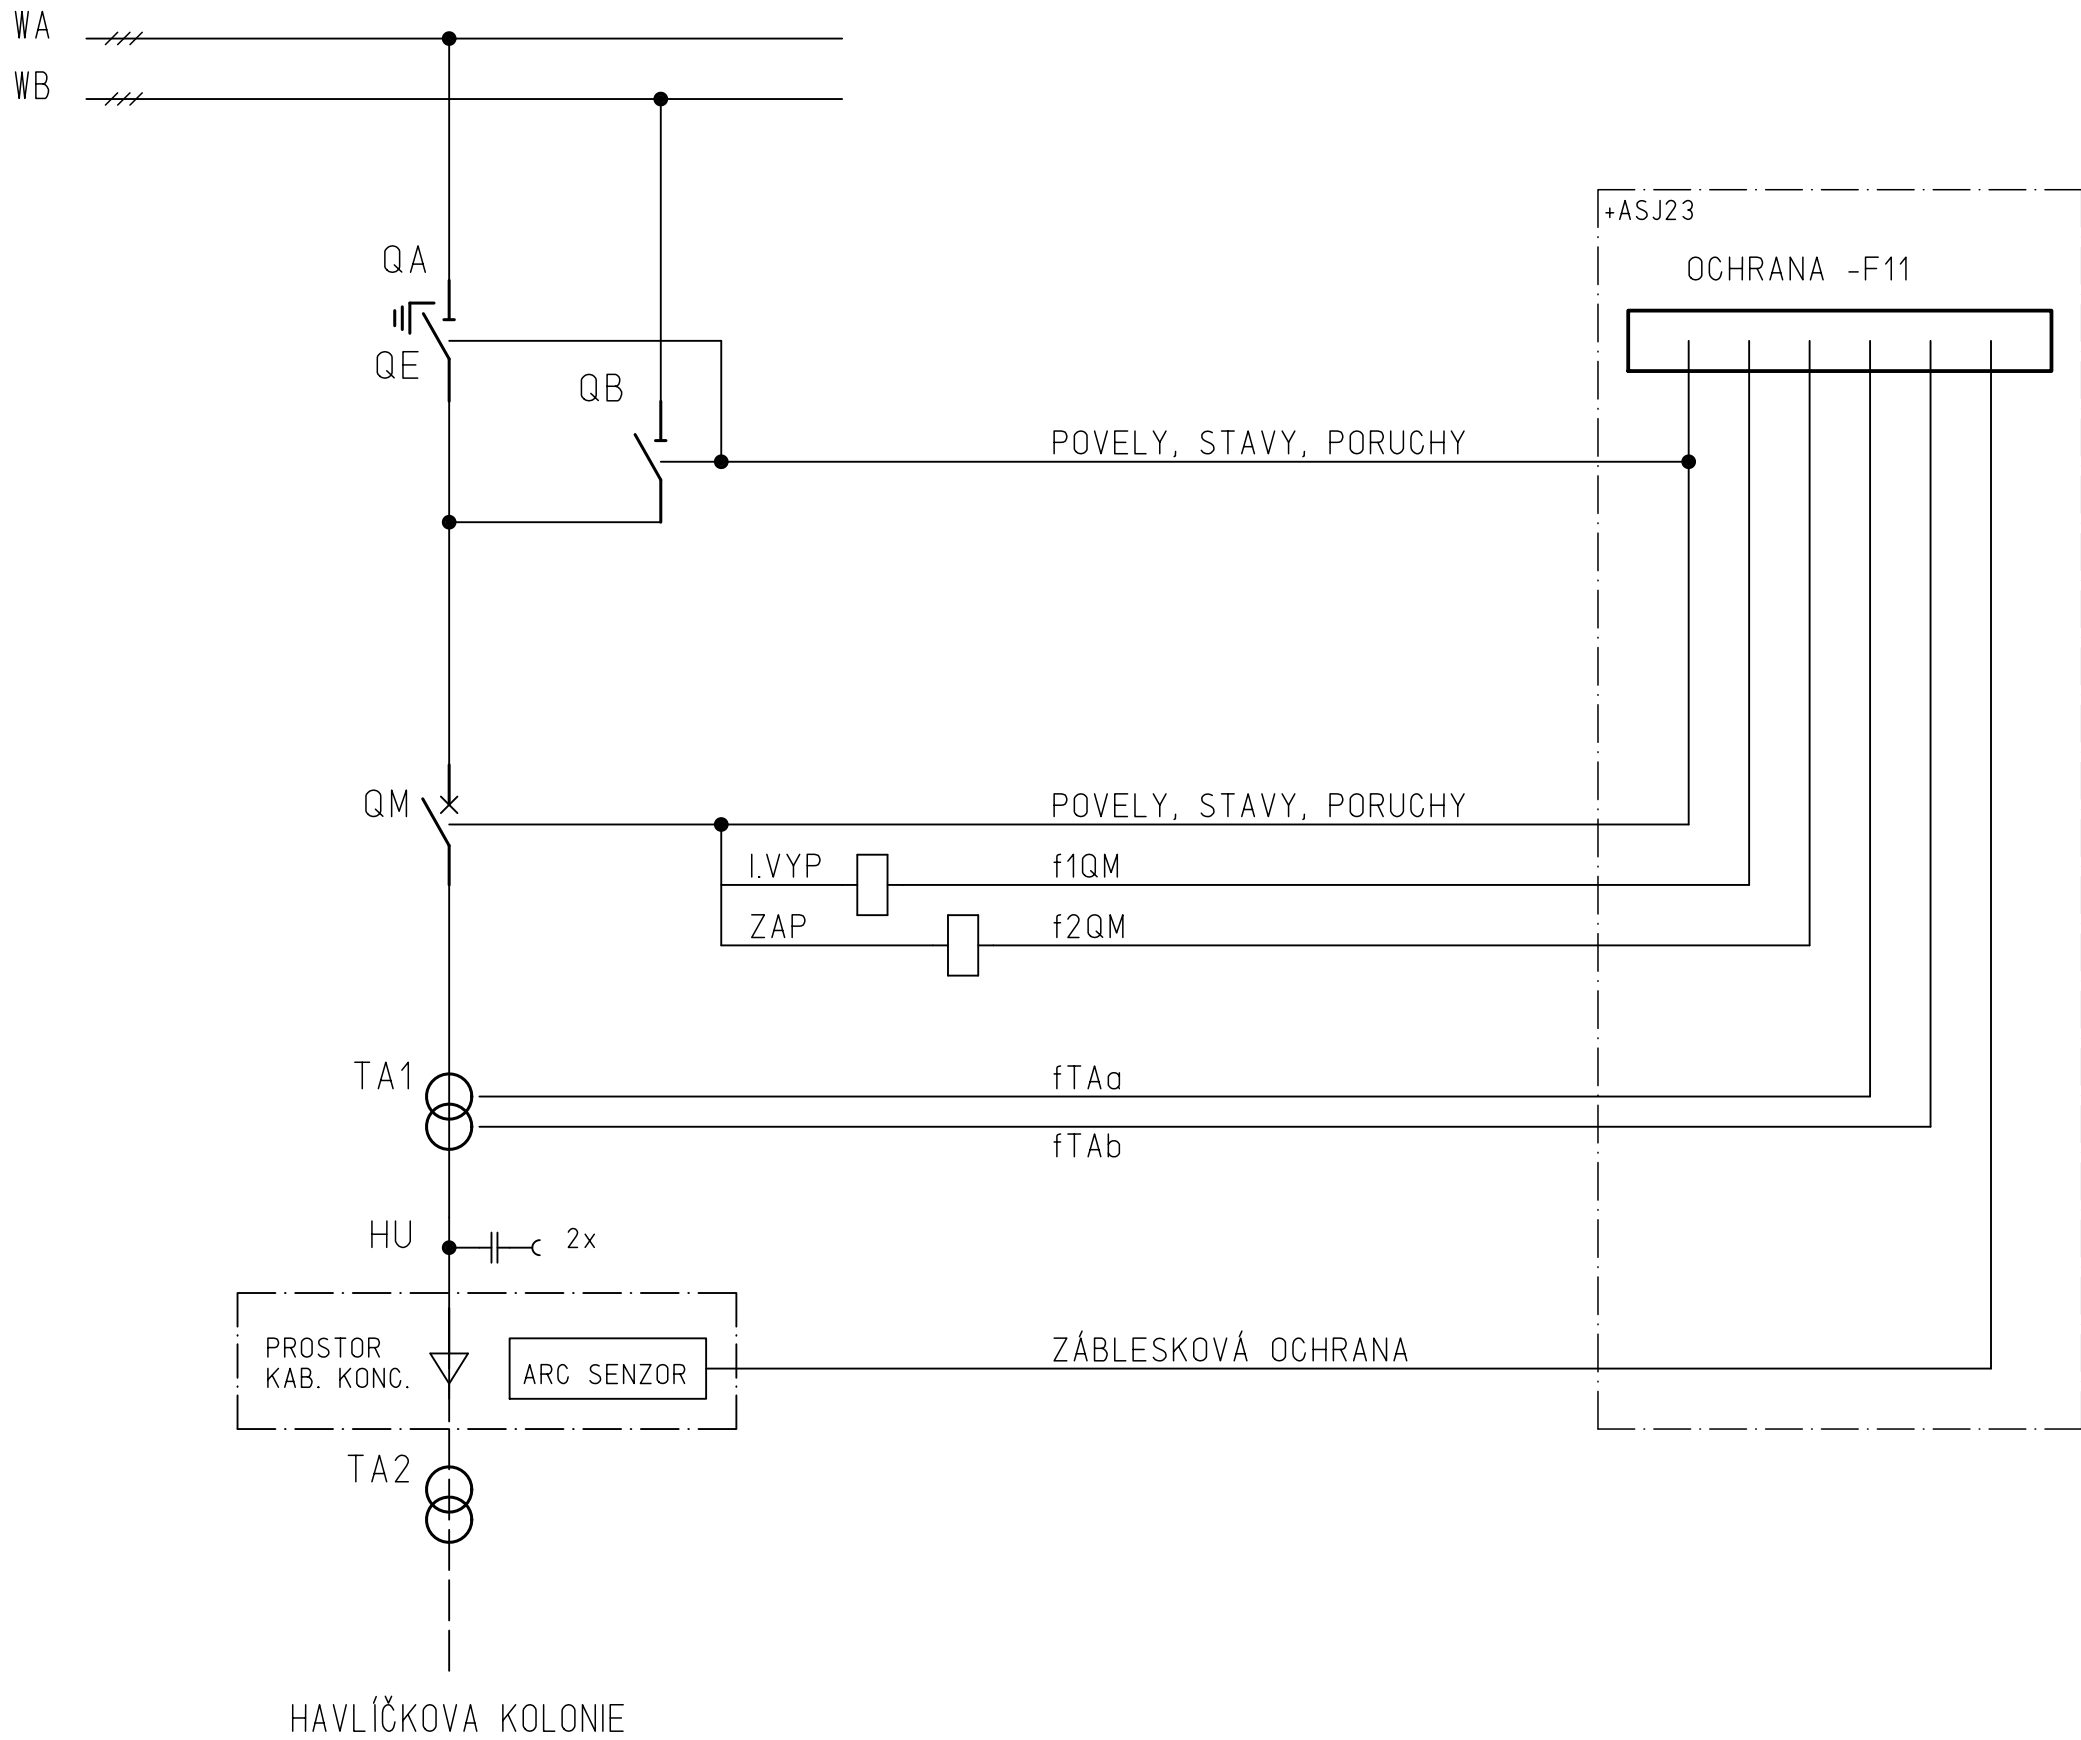 WA
WB
+ASJ23
QA
OCHRANA -F11
QE
QB
POVELY, STAVY, PORUCHY
QM
POVELY, STAVY, PORUCHY
I.VYP
f1QM
ZAP
f2QM
TA1
fTAa
fTAb
HU
2x
PROSTOR
KAB. KONC.
ARC SENZOR
ZÁBLESKOVÁ OCHRANA
TA2
HAVLÍČKOVA KOLONIE